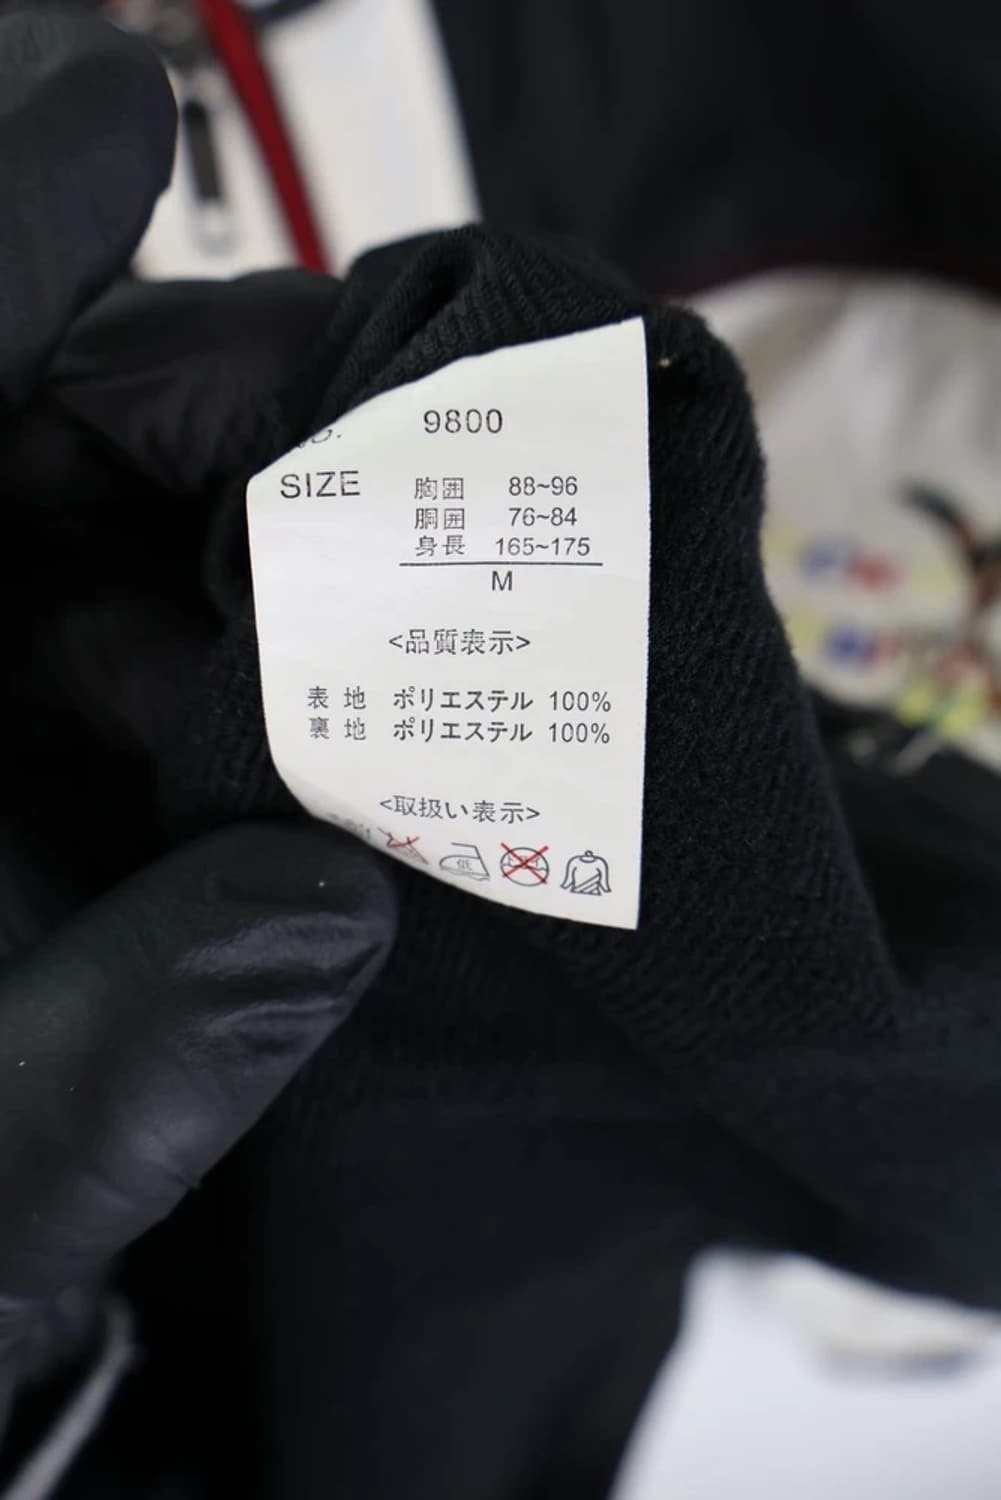 9800
SIZE
胸囲 88~96
胴囲 76~84
身長 165~175
M
<品質表示>
表地 ポリエステル 100%
裏地 ポリエステル 100%
<取扱い表示>
低